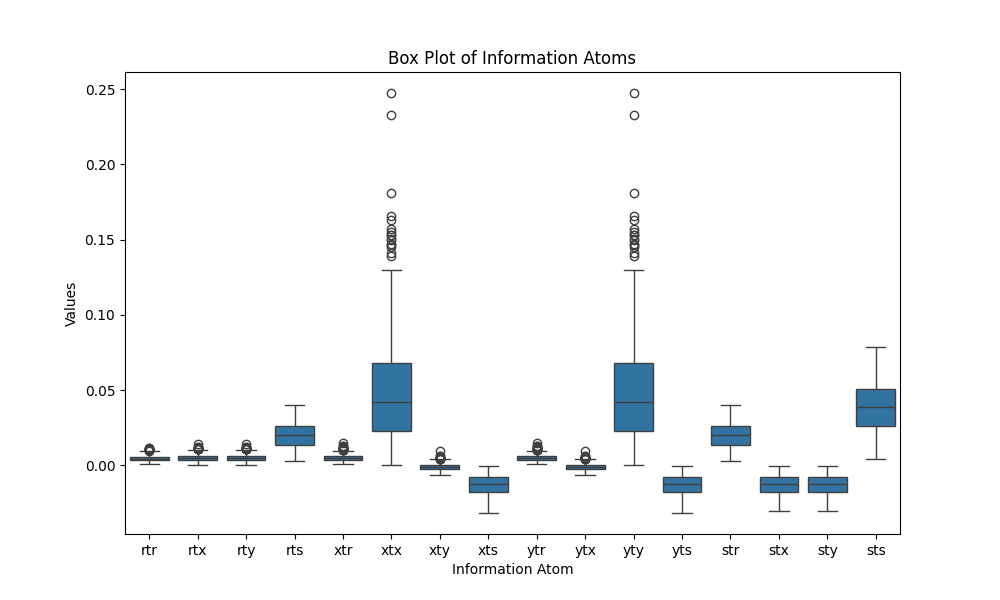 Box Plot of Information Atoms
0.25
0.20
0.15
0.10
0.05
0.00
Values
rtr rtx rty rts xtr xtx xty xts ytr ytx yty yts str stx sty sts
Information Atom